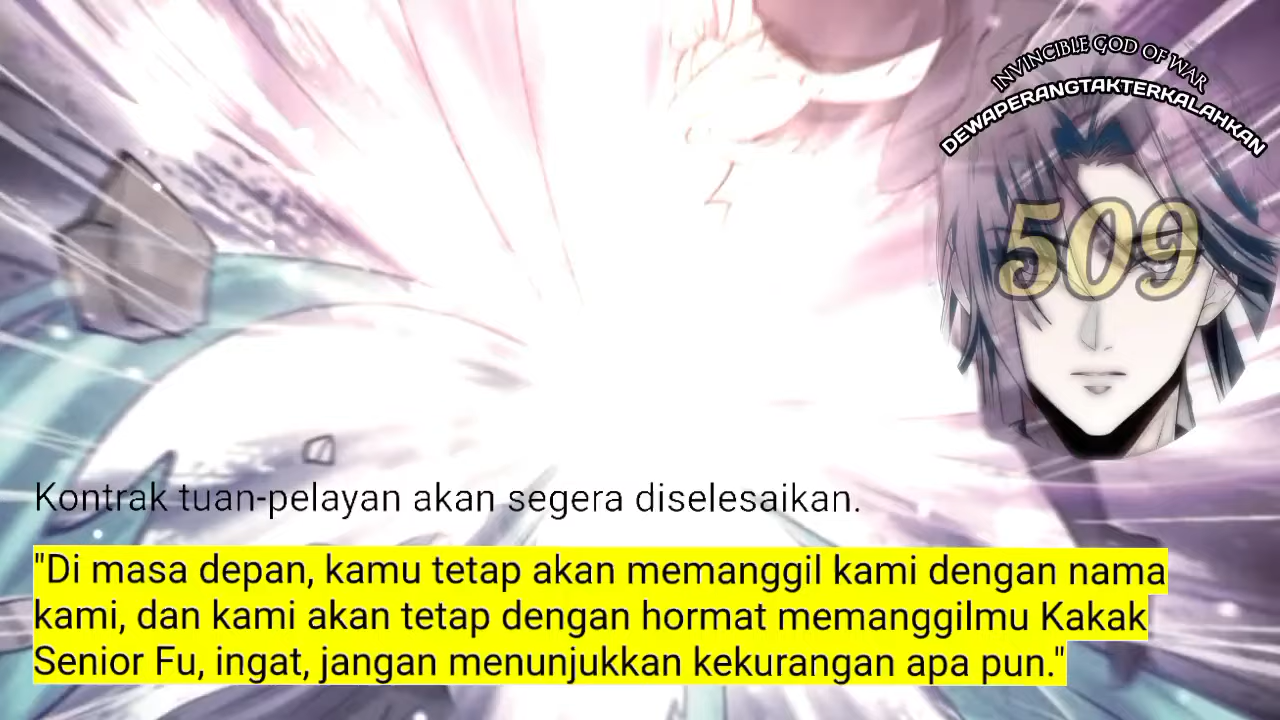 INVINCIBLE GOD OF WAR
DEWAPERANGTAKTERKALAHKAN
509
Kontrak tuan-pelayan akan segera diselesaikan.
"Di masa depan, kamu tetap akan memanggil kami dengan nama
kami, dan kami akan tetap dengan hormat memanggilmu Kakak
Senior Fu, ingat, jangan menunjukkan kekurangan apa pun."